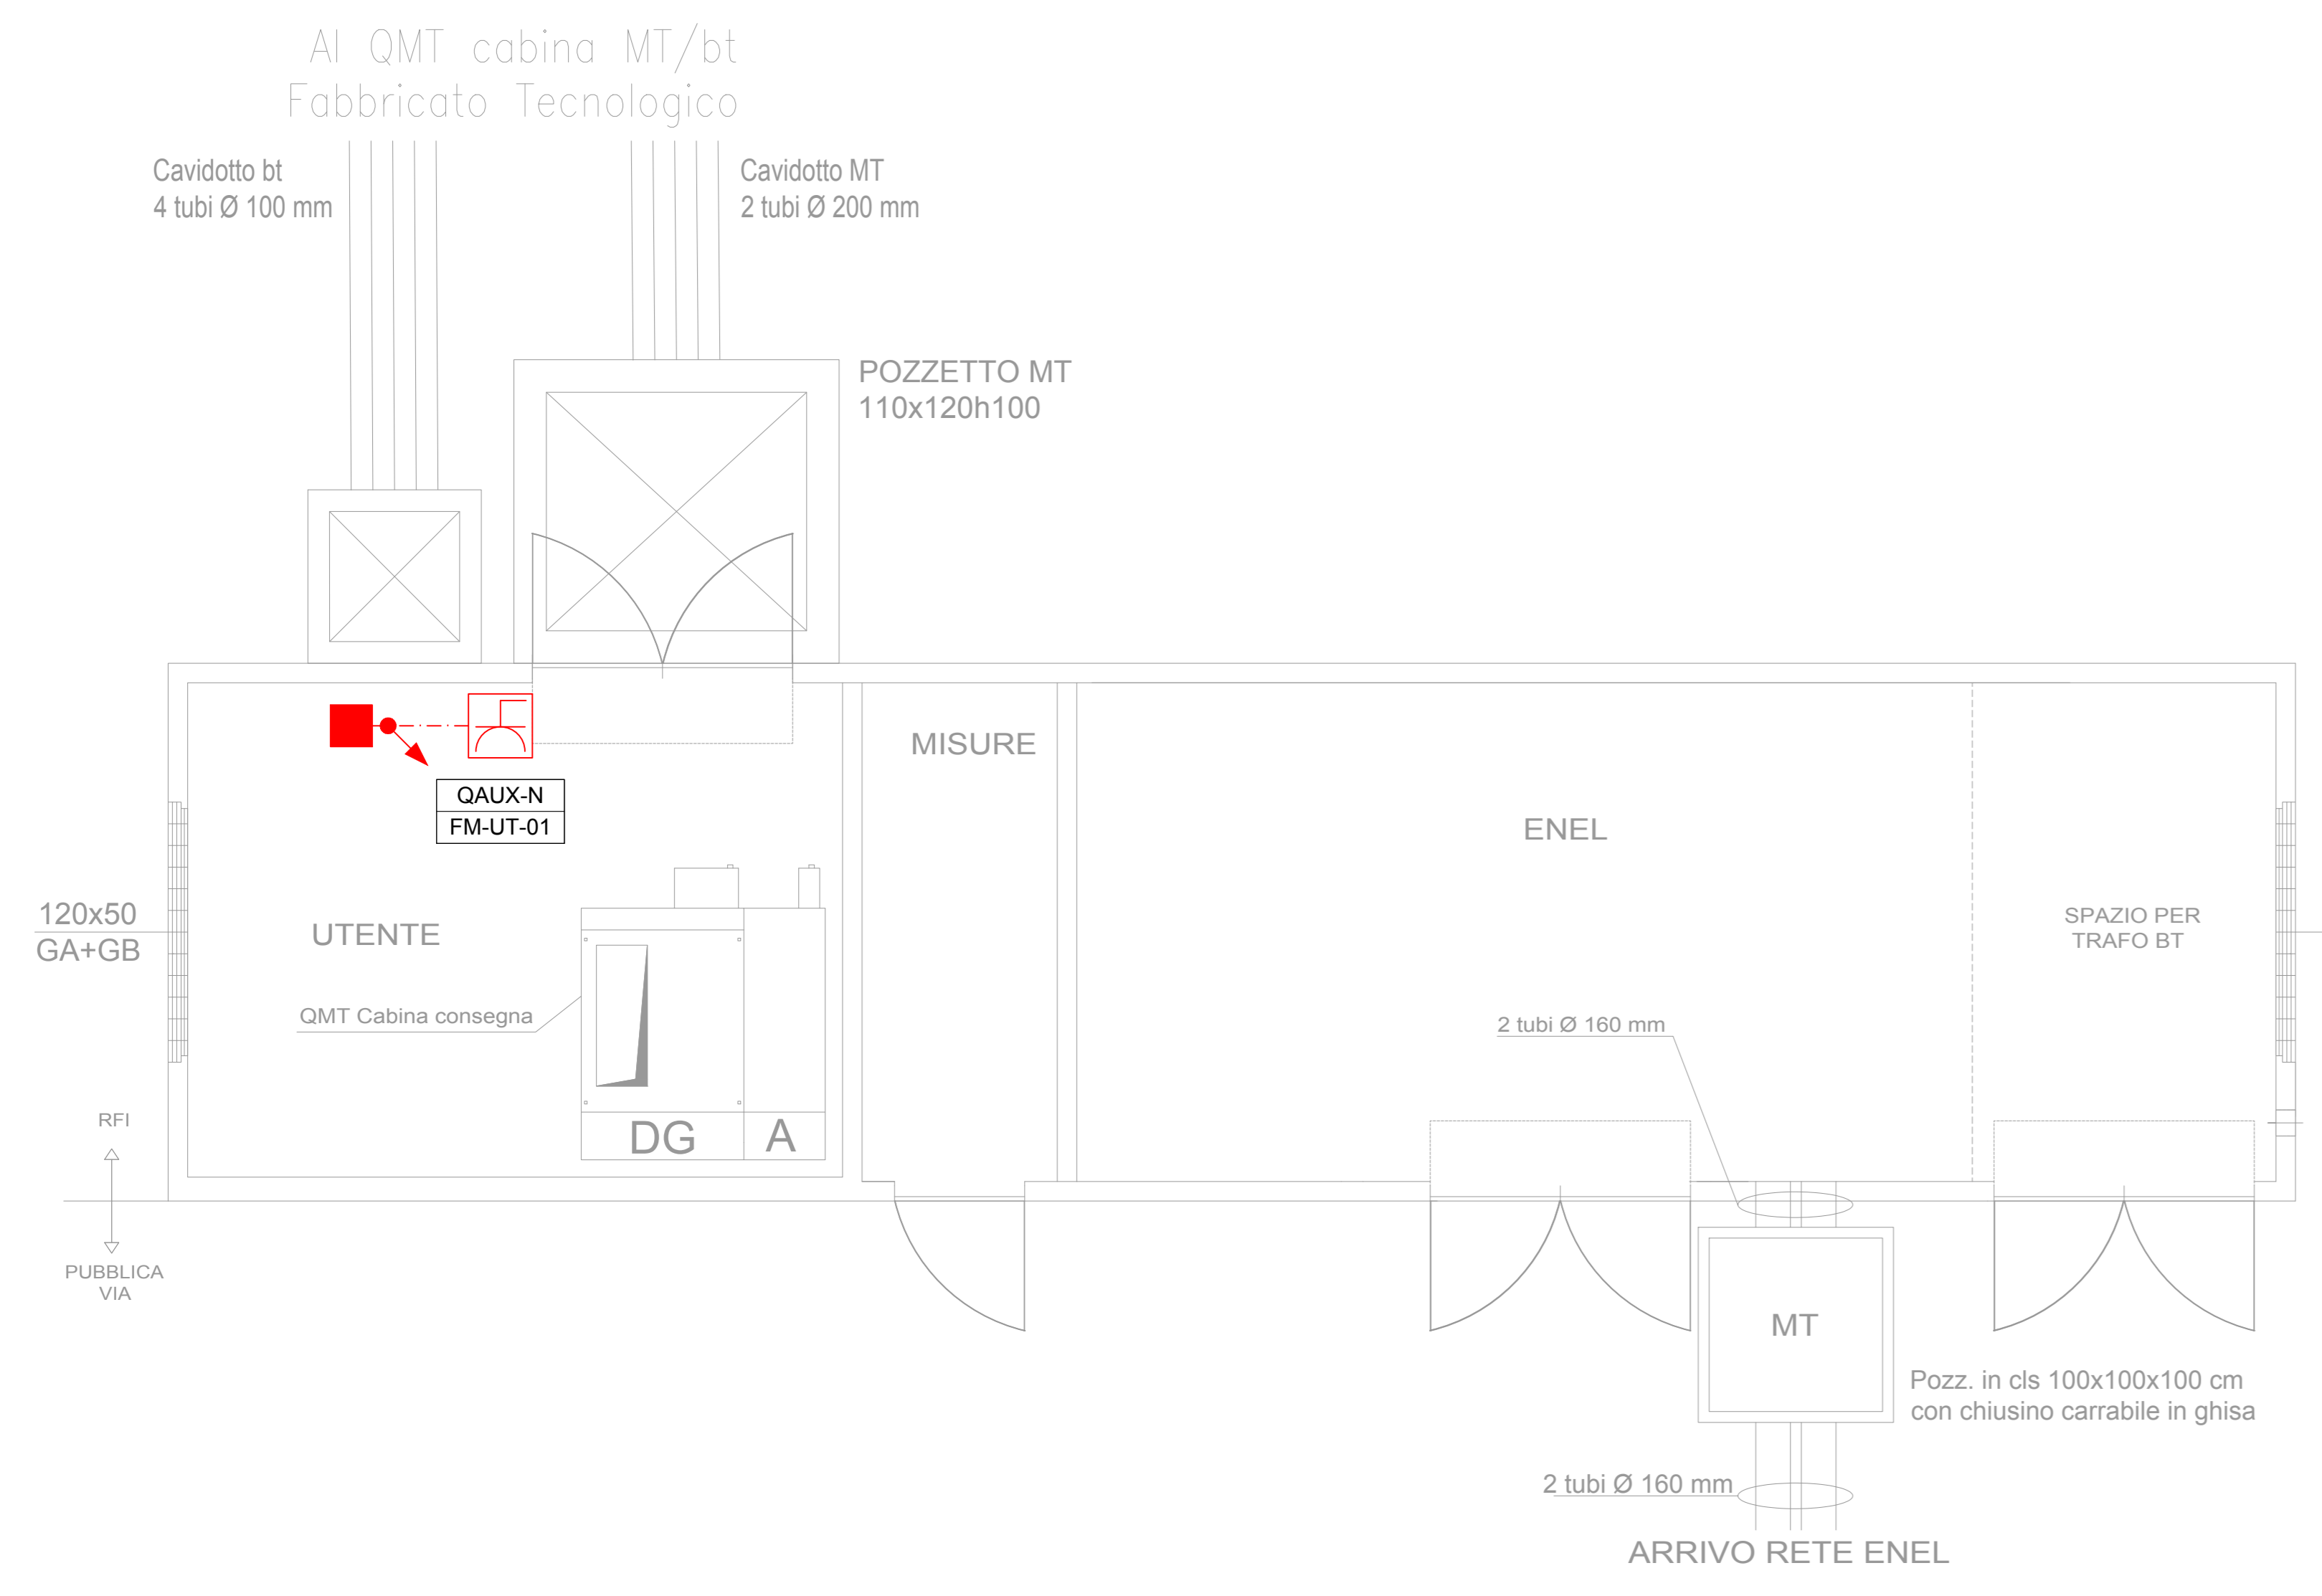 Al QMT cabina MT/bt
Fabbricato Tecnologico
Cavidotto bt
4 tubi Ø 100 mm
Cavidotto MT
2 tubi Ø 200 mm
POZZETTO MT
110x120h100
MISURE
QAUX-N
FM-UT-01
ENEL
120x50
GA+GB
UTENTE
SPAZIO PER
TRAFO BT
QMT Cabina consegna
2 tubi Ø 160 mm
DG
A
RFI
PUBBLICA
VIA
MT
Pozz. in cls 100x100x100 cm
con chiusino carrabile in ghisa
2 tubi Ø 160 mm
ARRIVO RETE ENEL